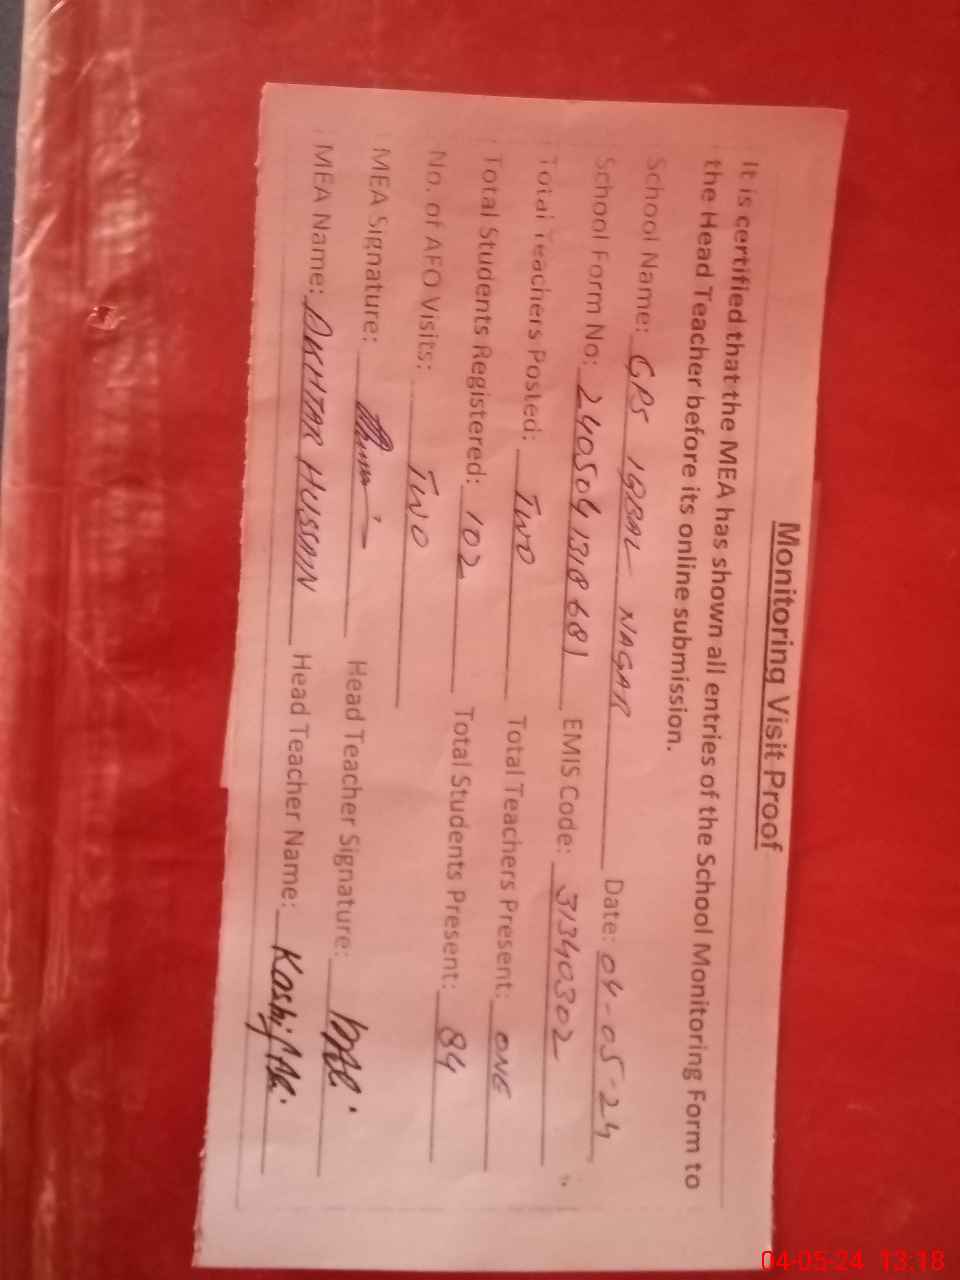 Monitoring Visit Proof
It is certified that the MEA has shown all entries of the School Monitoring Form to
the Head Teacher before its online submission.
School Name: GPS IQBAL NAGAR Date: 04-05-24
School Form No: 2405041318681 EMIS Code: 31340302
Total Teachers Posted: TWO Total Teachers Present: ONE
Total Students Registered: 102 Total Students Present: 84
No. of AEO Visits: TWO
MEA Signature: Head Teacher Signature:
MEA Name: AKHTAR HUSSAIN Head Teacher Name: Kashif Ali
04-05-24 13:18